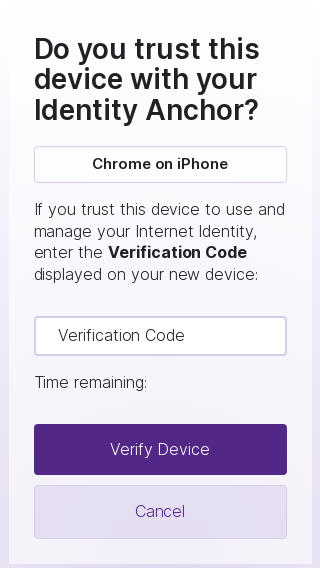 Do you trust this
device with your
Identity Anchor?
Chrome on iPhone
If you trust this device to use and
manage your Internet Identity,
enter the Verification Code
displayed on your new device:
Verification Code
Time remaining:
Verify Device
Cancel